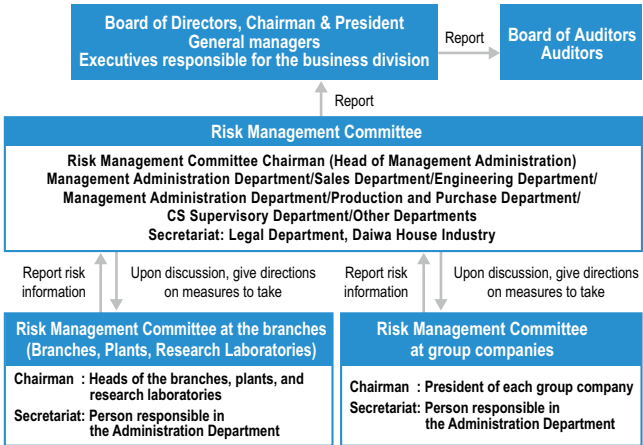 Board of Directors, Chairman & President
General managers
Executives responsible for the business division
Report
Board of Auditors
Auditors
Report
Risk Management Committee
Risk Management Committee Chairman (Head of Management Administration)
Management Administration Department/Sales Department/Engineering Department/
Management Administration Department/Production and Purchase Department/
CS Supervisory Department/Other Departments
Secretariat: Legal Department, Daiwa House Industry
Report risk
information
Upon discussion, give directions
on measures to take
Report risk
information
Upon discussion, give directions
on measures to take
Risk Management Committee at the branches
(Branches, Plants, Research Laboratories)
Chairman : Heads of the branches, plants, and
research laboratories
Secretariat: Person responsible in
the Administration Department
Risk Management Committee
at group companies
Chairman : President of each group company
Secretariat: Person responsible in
the Administration Department